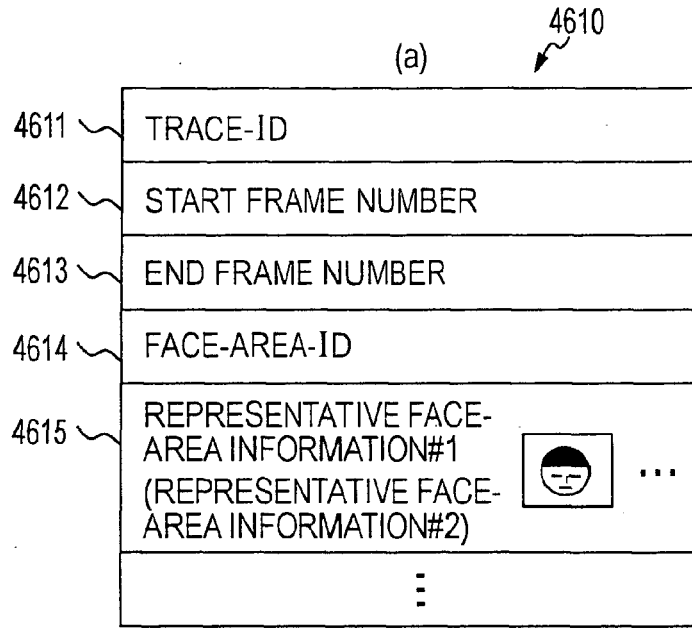 4610
(a)
4611 TRACE-ID
4612 START FRAME NUMBER
4613 END FRAME NUMBER
4614 FACE-AREA-ID
4615 REPRESENTATIVE FACE-
AREA INFORMATION#1
(REPRESENTATIVE FACE-
AREA INFORMATION#2)